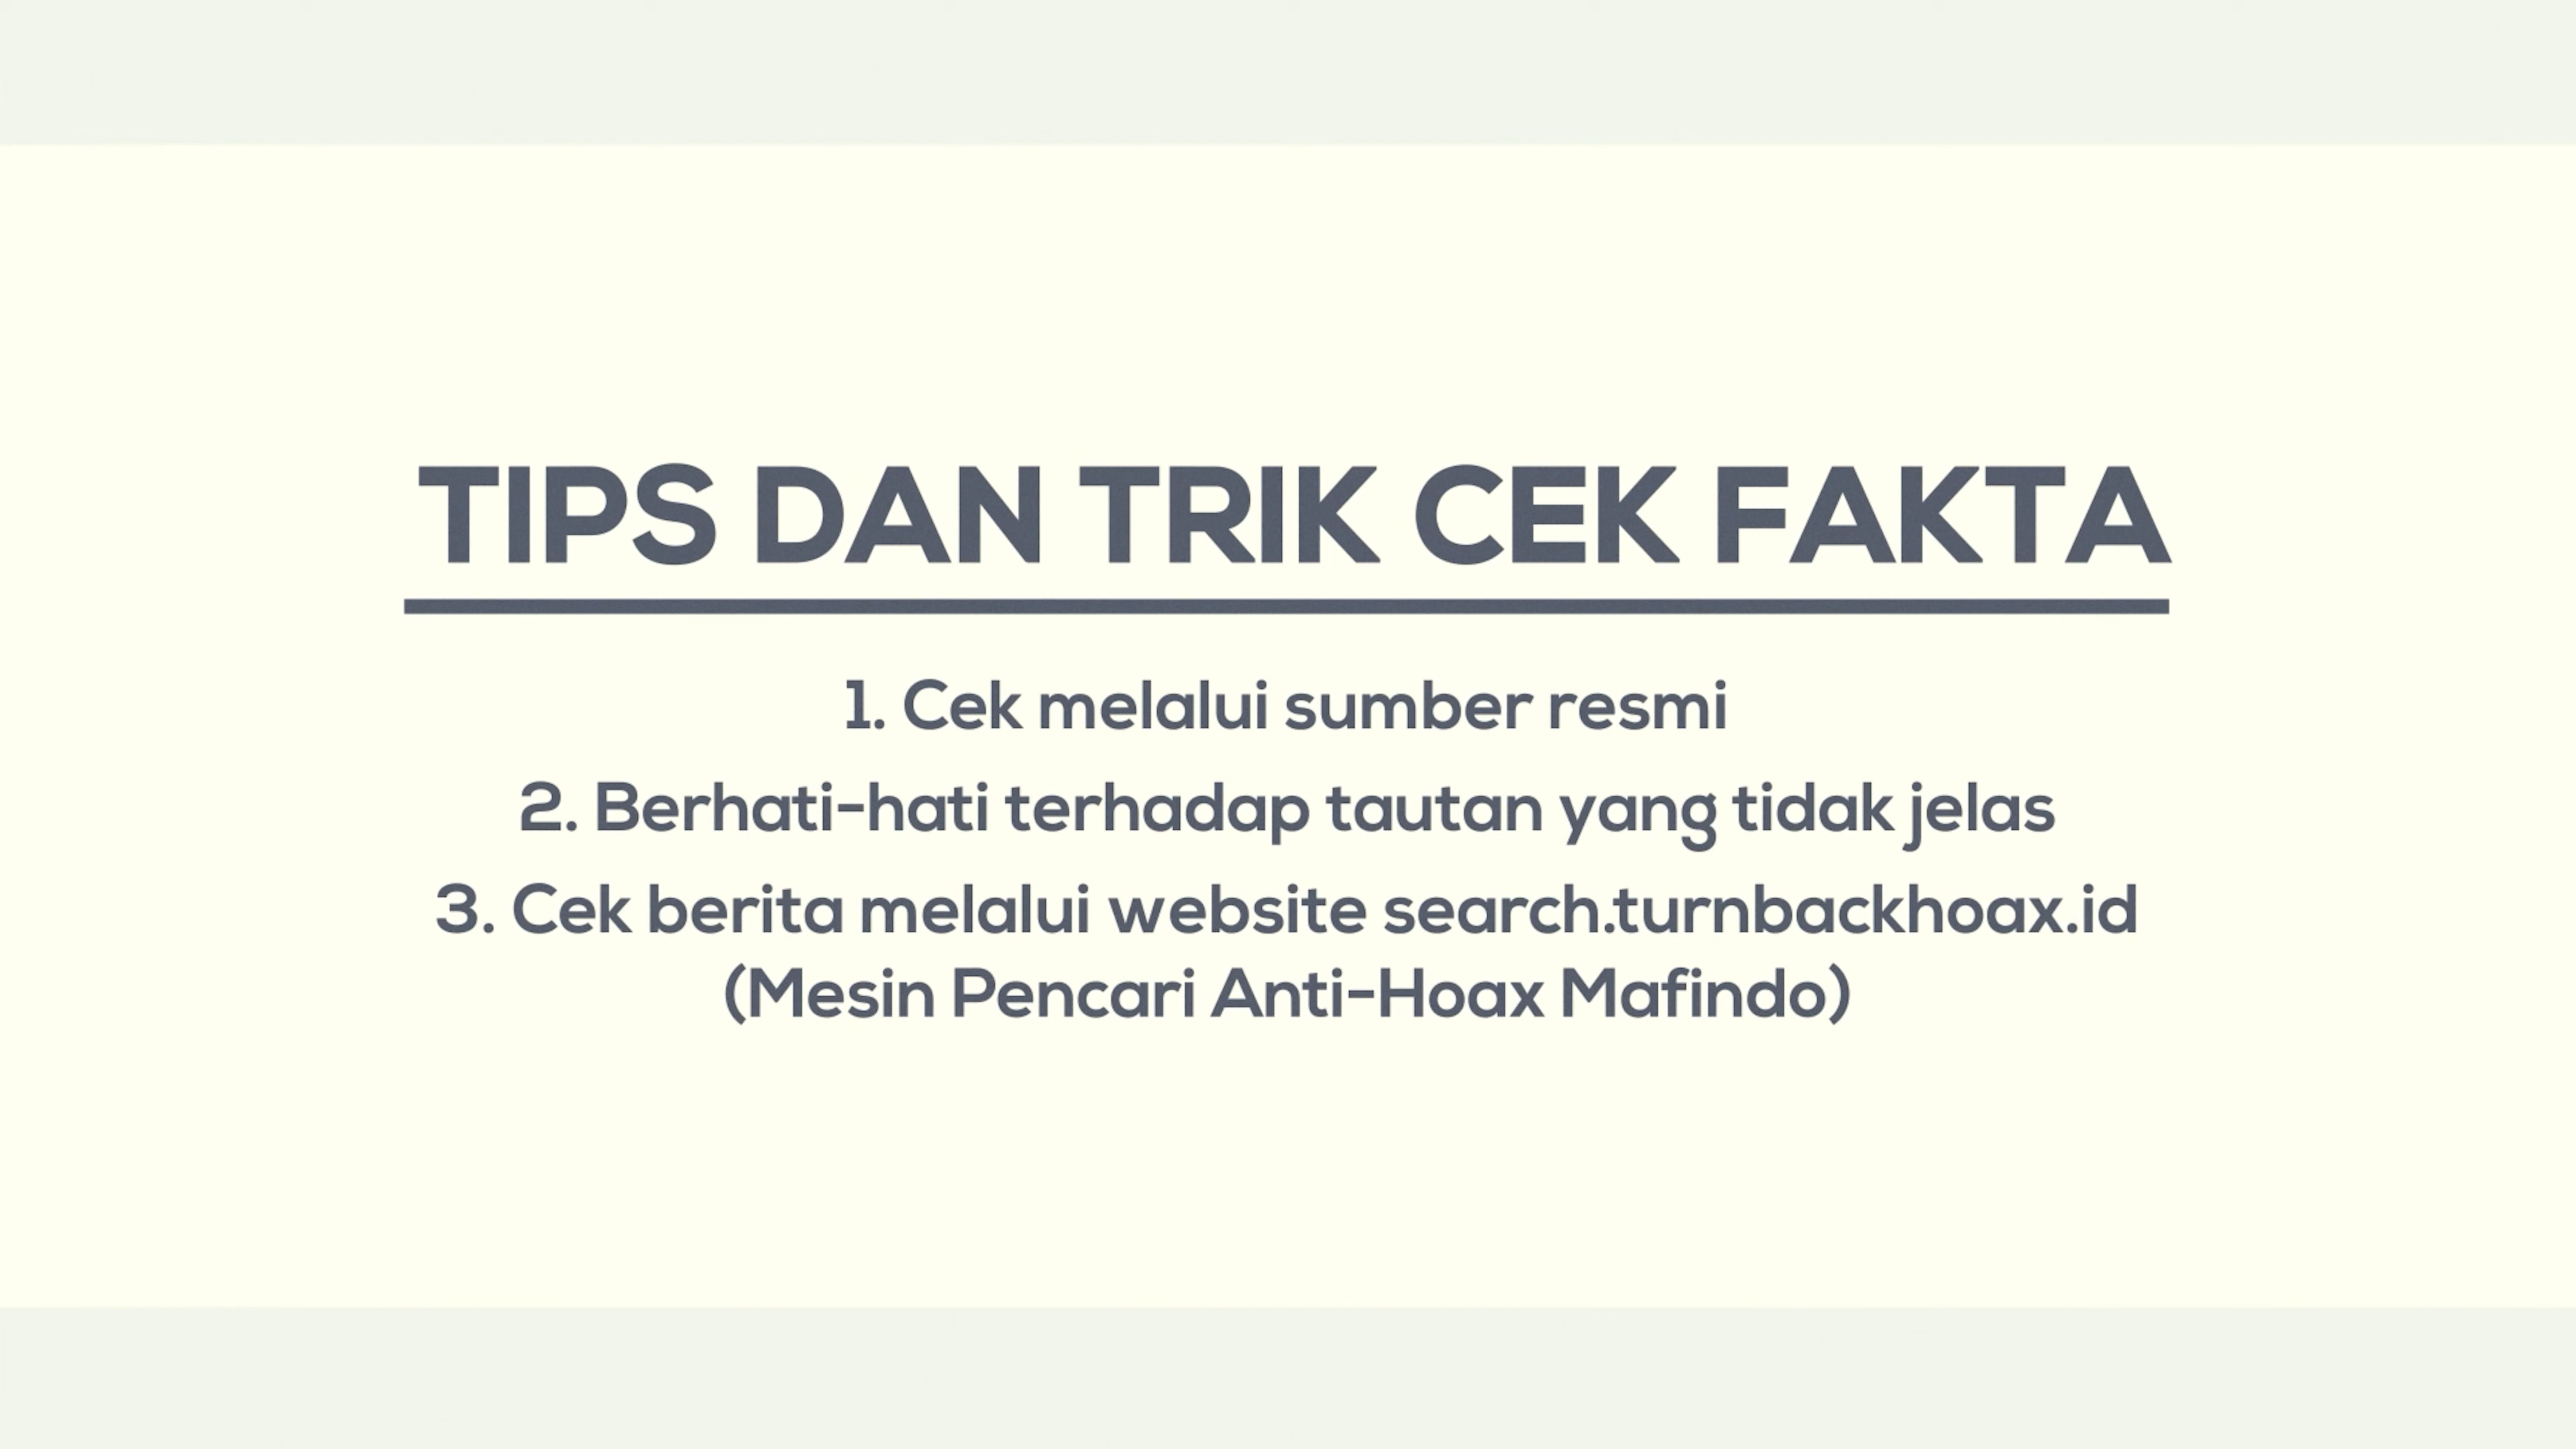 TIPS DAN TRIK CEK FAKTA
1. Cek melalui sumber resmi
2. Berhati-hati terhadap tautan yang tidak jelas
3. Cek berita melalui website search.turnbackhoax.id
(Mesin Pencari Anti-Hoax Mafindo)